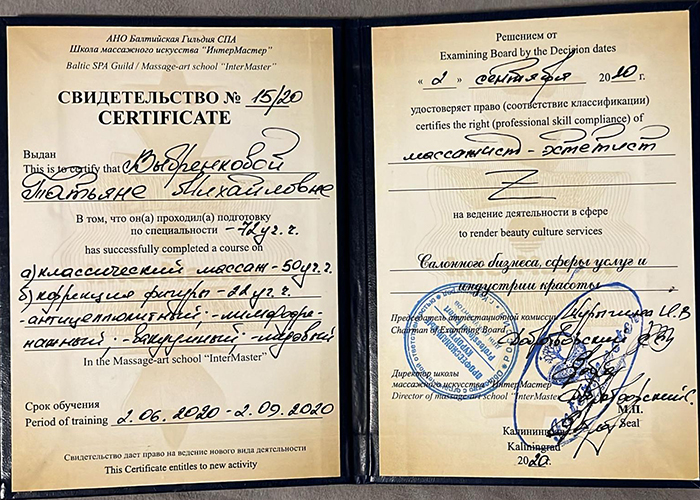 АНО Балтийская Гильдия СПА
Школа массажного искусства "ИнтерМастер"
Baltic SPA Guild / Massage-art school "InterMaster"
СВИДЕТЕЛЬСТВО № 15/20
CERTIFICATE
Выдан
This is to certify that Выбренковой
Татьяне Михайловне
В том, что он(а) проходил(а) подготовку
по специальности - 72 уч. ч.
has successfully completed a course on
а) классический массаж - 50 уч. ч.
б) коррекция фигуры - 22 уч. ч.
- антицеллюлитный - лимфодре-
нажный - вакуумный - медовый
In the Massage-art school "InterMaster"
Срок обучения
Period of training 2.06.2020 - 2.09.2020
Свидетельство дает право на ведение нового вида деятельности
This Certificate entitles to new activity
Решением от
Examining Board by the Decision dates
« 2 » сентября 2020 г.
удостоверяет право (соответствие классификации)
certifies the right (professional skill compliance) of
массажист - эстетист
на ведение деятельности в сфере
to render beauty culture services
Салонного бизнеса, сферы услуг и
индустрии красоты
Председатель аттестационной комиссии
Chairman of Examining Board
Директор школы
массажного искусства "ИнтерМастер"
Director of massage-art school "InterMaster"
М.П.
Seal
Калининград
Kaliningrad
2020